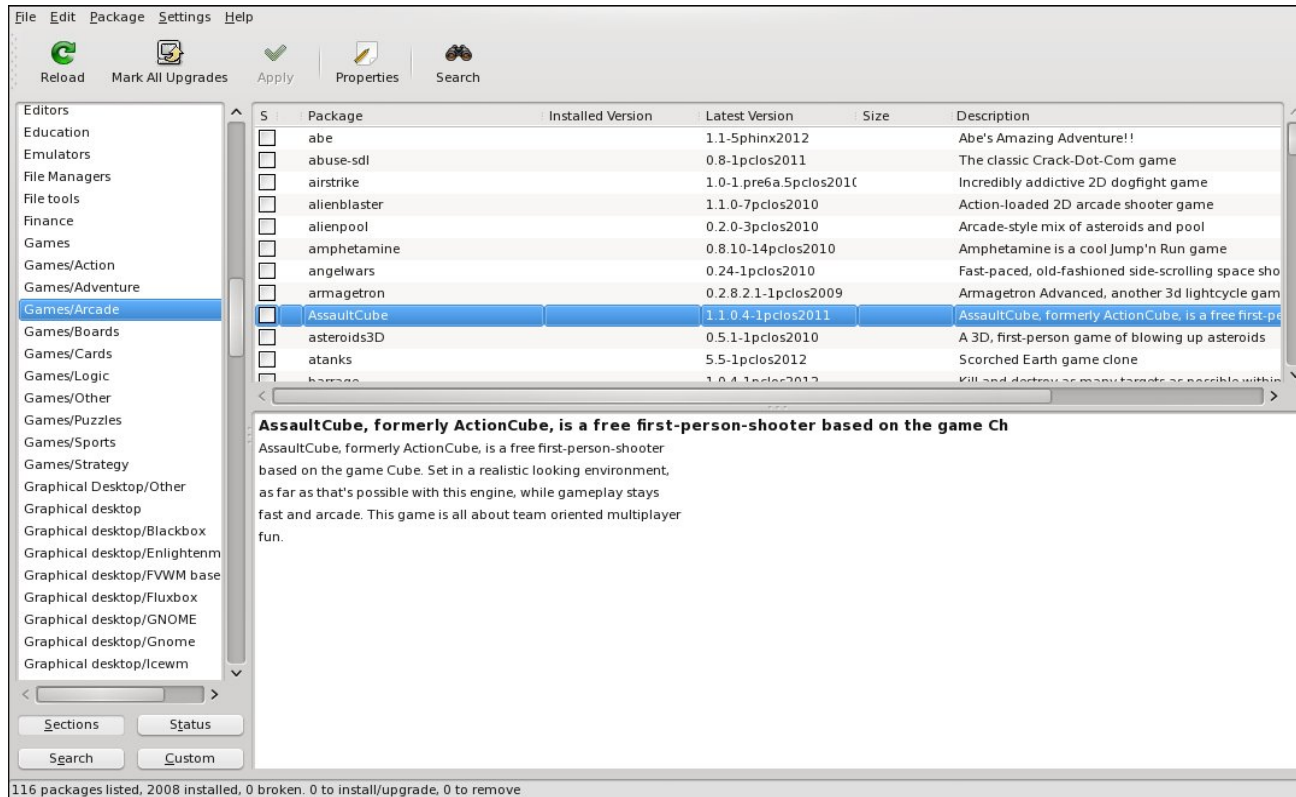 File Edit Package Settings Help
Reload Mark All Upgrades Apply Properties Search
Editors
Education
Emulators
File Managers
File tools
Finance
Games
Games/Action
Games/Adventure
Games/Arcade
Games/Boards
Games/Cards
Games/Logic
Games/Other
Games/Puzzles
Games/Sports
Games/Strategy
Graphical Desktop/Other
Graphical desktop
Graphical desktop/Blackbox
Graphical desktop/Enlightenm
Graphical desktop/FVWM base
Graphical desktop/Fluxbox
Graphical desktop/GNOME
Graphical desktop/Gnome
Graphical desktop/Icewm
Sections Status
Search Custom
S Package Installed Version Latest Version Size Description
abe 1.1-5phinx2012 Abe's Amazing Adventure!!
abuse-sdl 0.8-1pclos2011 The classic Crack-Dot-Com game
airstrike 1.0-1.pre6a.5pclos201( Incredibly addictive 2D dogfight game
alienblaster 1.1.0-7pclos2010 Action-loaded 2D arcade shooter game
alienpool 0.2.0-3pclos2010 Arcade-style mix of asteroids and pool
amphetamine 0.8.10-14pclos2010 Amphetamine is a cool Jump'n Run game
angelwars 0.24-1pclos2010 Fast-paced, old-fashioned side-scrolling space sho
armagetron 0.2.8.2.1-1pclos2009 Armagetron Advanced, another 3d lightcycle gam
AssaultCube 1.1.0.4-1pclos2011 AssaultCube, formerly ActionCube, is a free first-pe
asteroids3D 0.5.1-1pclos2010 A 3D, first-person game of blowing up asteroids
atanks 5.5-1pclos2012 Scorched Earth game clone
barrage 1.0.4-1pclos2012 Kill and destroy as many targets as possible within
AssaultCube, formerly ActionCube, is a free first-person-shooter based on the game Ch
AssaultCube, formerly ActionCube, is a free first-person-shooter
based on the game Cube. Set in a realistic looking environment,
as far as that's possible with this engine, while gameplay stays
fast and arcade. This game is all about team oriented multiplayer
fun.
116 packages listed, 2008 installed, 0 broken. 0 to install/upgrade, 0 to remove